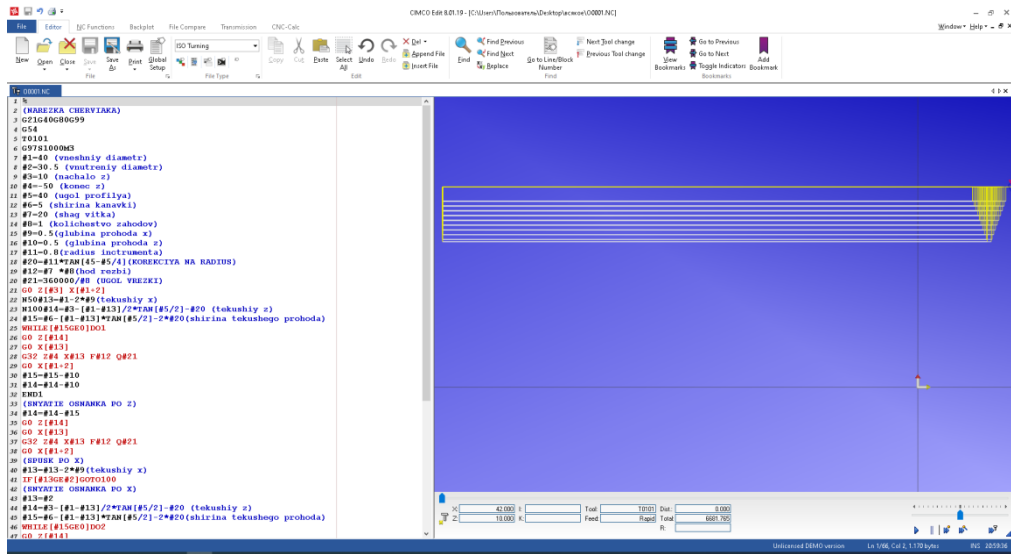 CIMCO Edit 8.01.19 - [C:\Users\Пользователь\Desktop\асмкое\O0001.NC]
File Editor NC Functions Backplot File Compare Transmission CNC-Calc Window Help
New Open Close Save Save As Print Global Setup
File
ISO Turning
File Type
Copy Cut Paste Select All Undo Redo
Del
Append File
Insert File
Edit
Find
Find Previous
Find Next
Replace
Go to Line/Block Number
Next Tool change
Previous Tool change
Find
View Bookmarks
Go to Previous
Go to Next
Toggle Indicators
Add Bookmark
Bookmarks
O0001.NC
1 %
2 (NAREZKA CHERVIAKA)
3 G21G40G80G99
4 G54
5 T0101
6 G97S1000M3
7 #1=40 (vneshniy diametr)
8 #2=30.5 (vnutreniy diametr)
9 #3=10 (nachalo z)
10 #4=-50 (konec z)
11 #5=40 (ugol profilya)
12 #6=5 (shirina kanavki)
13 #7=20 (shag vitka)
14 #8=1 (kolichestvo zahodov)
15 #9=0.5(glubina prohoda x)
16 #10=0.5 (glubina prohoda z)
17 #11=0.8(radius inctrumenta)
18 #20=#11*TAN[45-#5/4](KOREKCIYA NA RADIUS)
19 #12=#7 *#8(hod rezbi)
20 #21=360000/#8 (UGOL VREZKI)
21 G0 Z[#3] X[#1+2]
22 N50#13=#1-2*#9(tekushiy x)
23 N100#14=#3-[#1-#13]/2*TAN[#5/2]-#20 (tekushiy z)
24 #15=#6-[#1-#13]*TAN[#5/2]-2*#20(shirina tekushego prohoda)
25 WHILE[#15GE0]DO1
26 G0 Z[#14]
27 G0 X[#13]
28 G32 Z#4 X#13 F#12 Q#21
29 G0 X[#1+2]
30 #15=#15-#10
31 #14=#14-#10
32 END1
33 (SNYATIE OSNANKA PO Z)
34 #14=#14-#15
35 G0 Z[#14]
36 G0 X[#13]
37 G32 Z#4 X#13 F#12 Q#21
38 G0 X[#1+2]
39 (SPUSK PO X)
40 #13=#13-2*#9(tekushiy x)
41 IF[#13GE#2]GOTO100
42 (SNYATIE OSNANKA PO X)
43 #13=#2
44 #14=#3-[#1-#13]/2*TAN[#5/2]-#20 (tekushiy z)
45 #15=#6-[#1-#13]*TAN[#5/2]-2*#20(shirina tekushego prohoda)
46 WHILE[#15GE0]DO2
47 G0 Z[#14]
X: 42.000 I: Tool: T0101 Dist: 0.000
Z: 10.000 K: Feed: Rapid Total: 6681.765
R:
Unlicensed DEMO version Ln 1/66, Col 2, 1.170 bytes INS 20:59:36